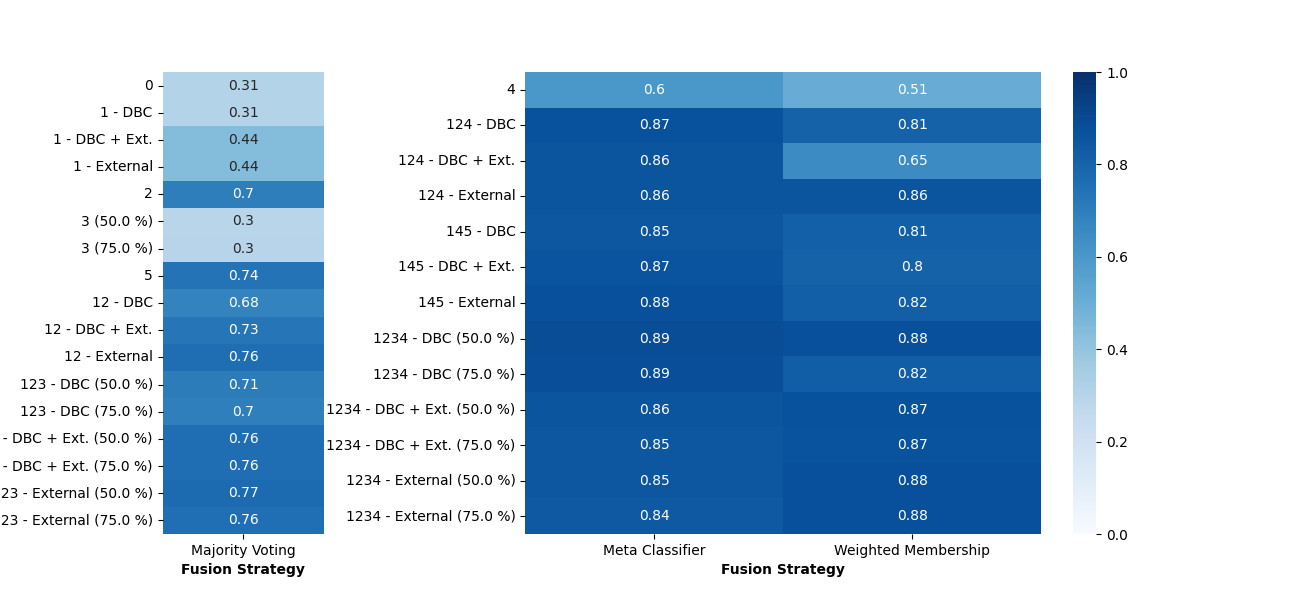 0 0.31
1 - DBC 0.31
1 - DBC + Ext. 0.44
1 - External 0.44
2 0.7
3 (50.0 %) 0.3
3 (75.0 %) 0.3
5 0.74
12 - DBC 0.68
12 - DBC + Ext. 0.73
12 - External 0.76
123 - DBC (50.0 %) 0.71
123 - DBC (75.0 %) 0.7
- DBC + Ext. (50.0 %) 0.76
- DBC + Ext. (75.0 %) 0.76
23 - External (50.0 %) 0.77
23 - External (75.0 %) 0.76
Majority Voting
Fusion Strategy
4 0.6 0.51
124 - DBC 0.87 0.81
124 - DBC + Ext. 0.86 0.65
124 - External 0.86 0.86
145 - DBC 0.85 0.81
145 - DBC + Ext. 0.87 0.8
145 - External 0.88 0.82
1234 - DBC (50.0 %) 0.89 0.88
1234 - DBC (75.0 %) 0.89 0.82
1234 - DBC + Ext. (50.0 %) 0.86 0.87
1234 - DBC + Ext. (75.0 %) 0.85 0.87
1234 - External (50.0 %) 0.85 0.88
1234 - External (75.0 %) 0.84 0.88
Meta Classifier Weighted Membership
Fusion Strategy
1.0
0.8
0.6
0.4
0.2
0.0